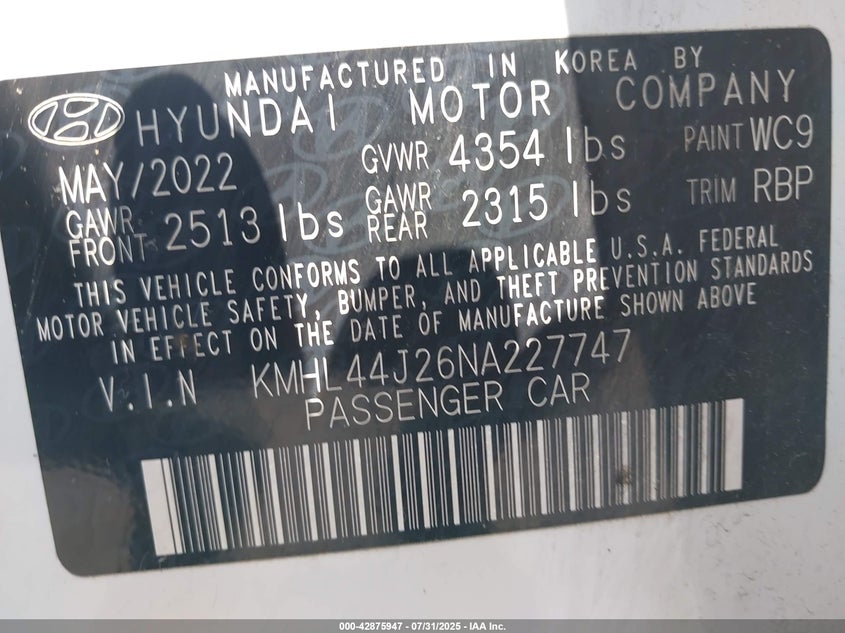 MANUFACTURED IN KOREA BY
HYUNDAI MOTOR COMPANY
MAY/2022 GVWR 4354 lbs PAINT WC9
GAWR FRONT 2513 lbs GAWR REAR 2315 lbs TRIM RBP
THIS VEHICLE CONFORMS TO ALL APPLICABLE U.S.A. FEDERAL
MOTOR VEHICLE SAFETY, BUMPER, AND THEFT PREVENTION STANDARDS
IN EFFECT ON THE DATE OF MANUFACTURE SHOWN ABOVE
V.I.N KMHL44J26NA227747
PASSENGER CAR
000-42875947 - 07/31/2025 - IAA Inc.